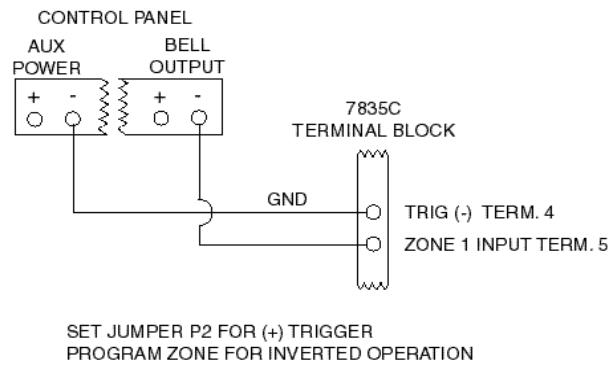 CONTROL PANEL
AUX
POWER
BELL
OUTPUT
+ - + -
7835C
TERMINAL BLOCK
GND
TRIG (-) TERM. 4
ZONE 1 INPUT TERM. 5
SET JUMPER P2 FOR (+) TRIGGER
PROGRAM ZONE FOR INVERTED OPERATION